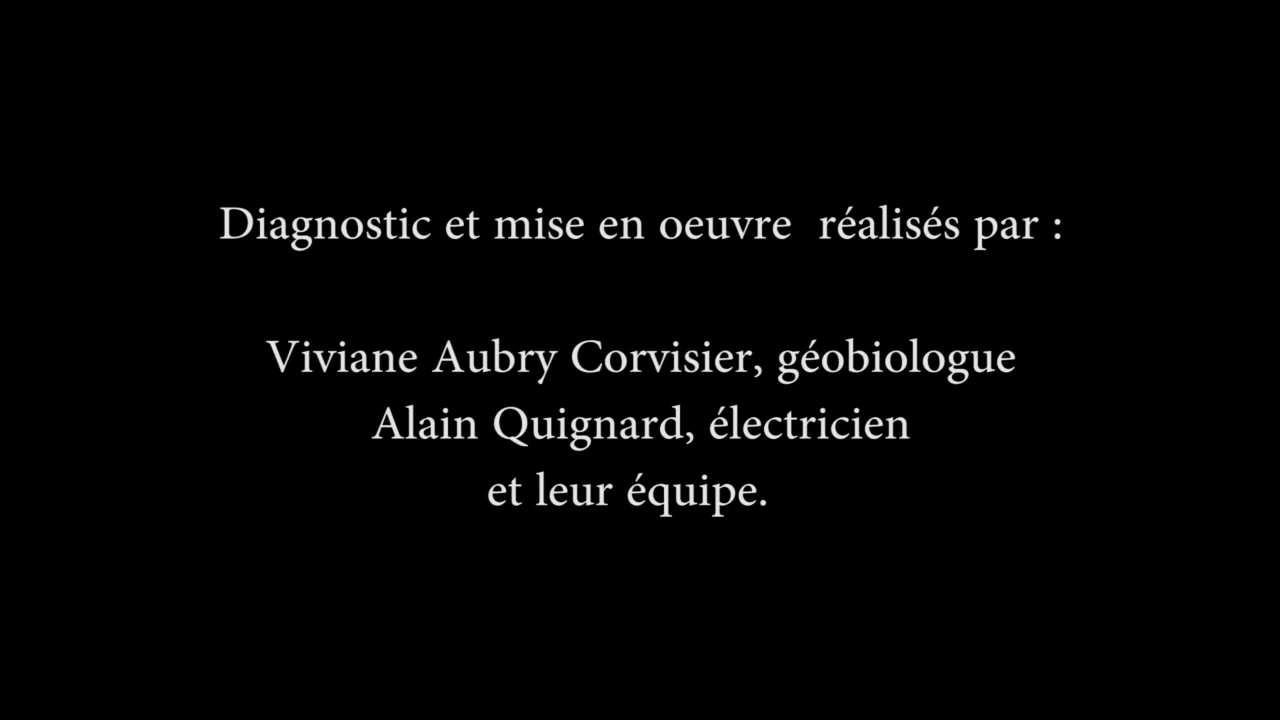 Diagnostic et mise en oeuvre  réalisés par :
Viviane Aubry Corvisier, géobiologue
Alain Quignard, électricien
et leur équipe.